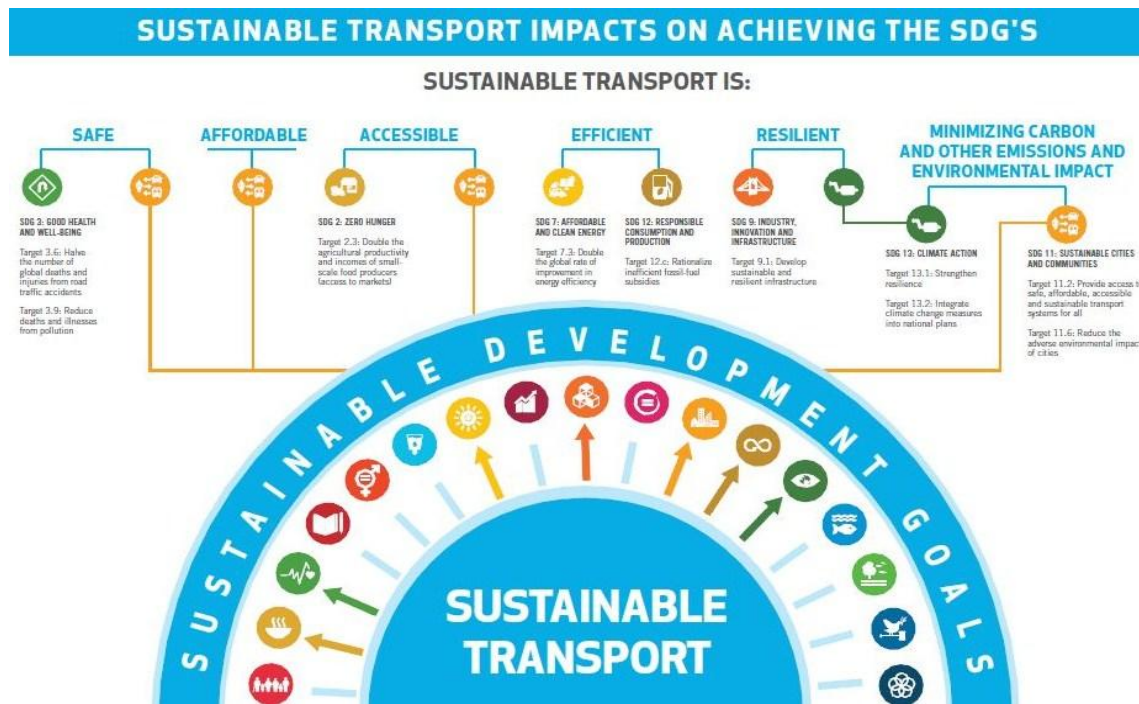 SUSTAINABLE TRANSPORT IMPACTS ON ACHIEVING THE SDG'S
SUSTAINABLE TRANSPORT IS:
SAFE
AFFORDABLE
ACCESSIBLE
EFFICIENT
RESILIENT
MINIMIZING CARBON
AND OTHER EMISSIONS AND
ENVIRONMENTAL IMPACT
SDG 3: GOOD HEALTH
AND WELL-BEING
Target 3.6: Halve
the number of
global deaths and
injuries from road
traffic accidents
Target 3.9: Reduce
deaths and illnesses
from pollution
SDG 2: ZERO HUNGER
Target 2.3: Double the
agricultural productivity
and incomes of small-
scale food producers
(access to markets)
SDG 7: AFFORDABLE
AND CLEAN ENERGY
Target 7.3: Double
the global rate of
improvement in
energy efficiency
SDG 12: RESPONSIBLE
CONSUMPTION AND
PRODUCTION
Target 12.c: Rationalize
inefficient fossil-fuel
subsidies
SDG 9: INDUSTRY,
INNOVATION AND
INFRASTRUCTURE
Target 9.1: Develop
sustainable and
resilient infrastructure
SDG 13: CLIMATE ACTION
Target 13.1: Strengthen
resilience
Target 13.2: Integrate
climate change measures
into national plans
SDG 11: SUSTAINABLE CITIES
AND COMMUNITIES
Target 11.2: Provide access t
safe, affordable, accessible
and sustainable transport
systems for all
Target 11.6: Reduce the
adverse environmental impac
of cities
SUSTAINABLE DEVELOPMENT GOALS
SUSTAINABLE
TRANSPORT